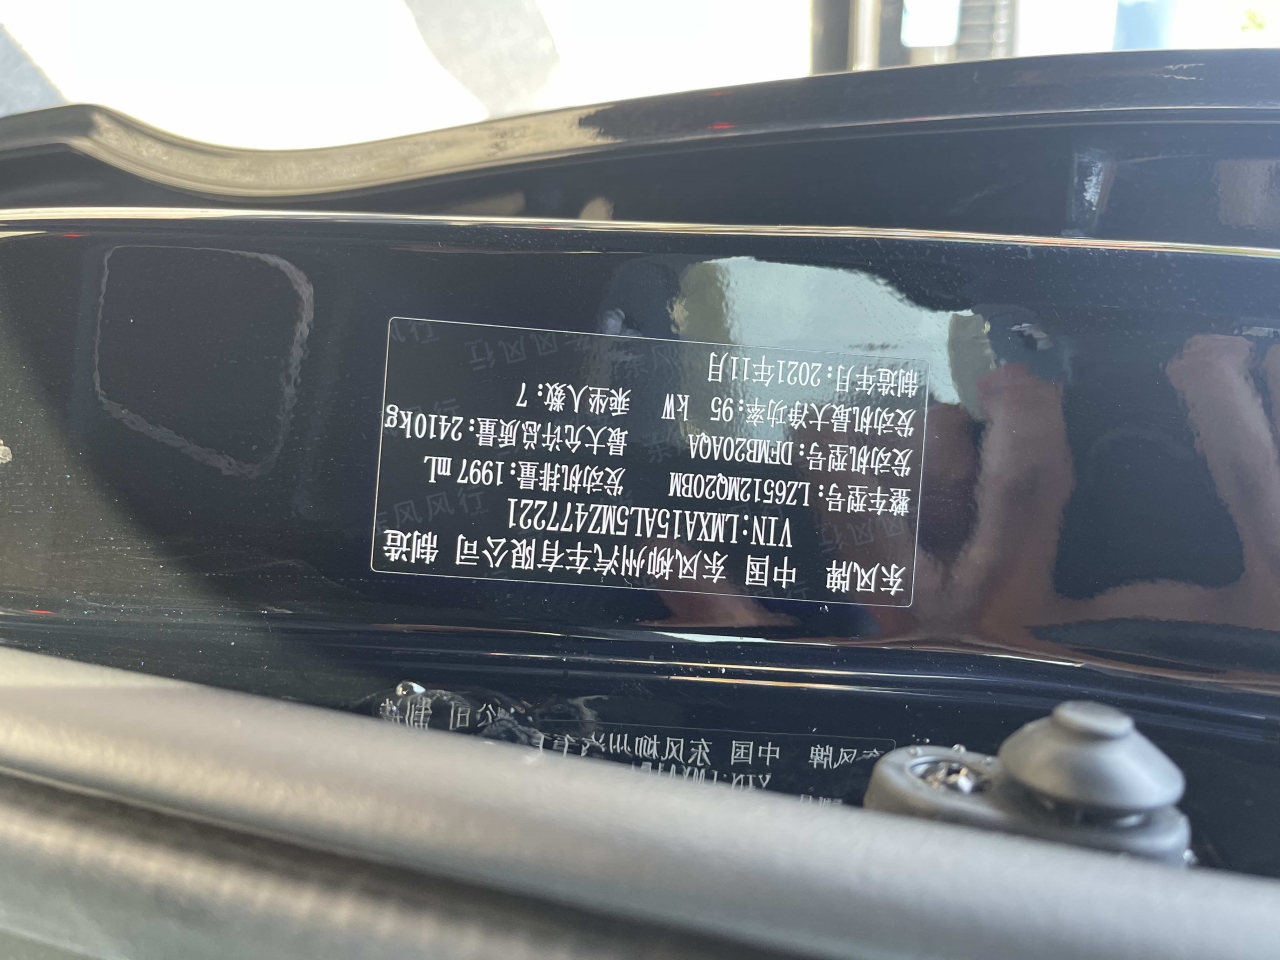 东风牌 中国 东风柳州汽车有限公司 制造
VIN:LMXA15AL5MZ477221
整车型号:LZ6512MQ20BM 发动机排量:1997 mL
发动机型号:DFMB20AQA 最大允许总质量:2410kg
发动机最大净功率:95 kW 乘坐人数:7
制造年月:2021年11月